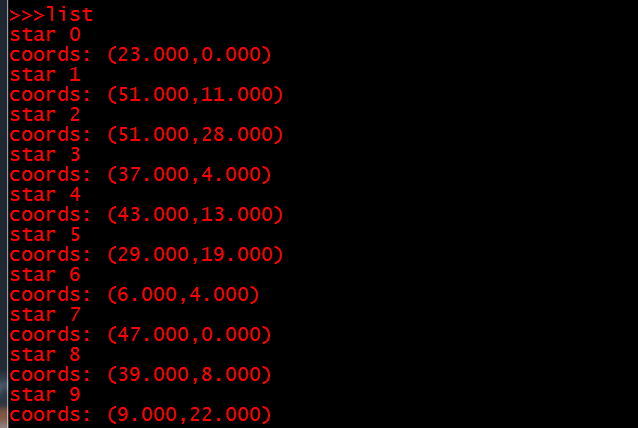 >>>list
star 0
coords: (23.000,0.000)
star 1
coords: (51.000,11.000)
star 2
coords: (51.000,28.000)
star 3
coords: (37.000,4.000)
star 4
coords: (43.000,13.000)
star 5
coords: (29.000,19.000)
star 6
coords: (6.000,4.000)
star 7
coords: (47.000,0.000)
star 8
coords: (39.000,8.000)
star 9
coords: (9.000,22.000)